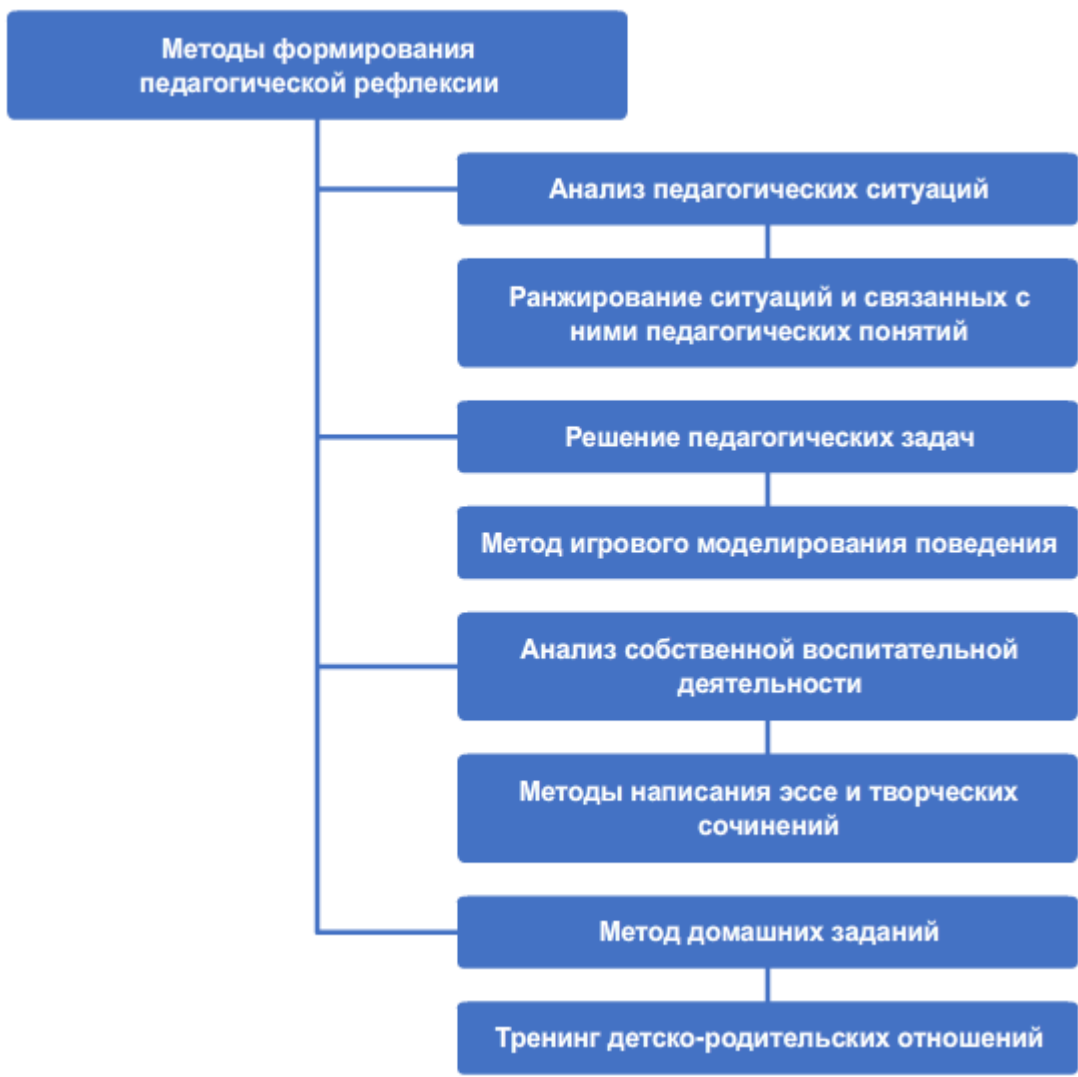 Методы формирования
педагогической рефлексии
Анализ педагогических ситуаций
Ранжирование ситуаций и связанных с
ними педагогических понятий
Решение педагогических задач
Метод игрового моделирования поведения
Анализ собственной воспитательной
деятельности
Методы написания эссе и творческих
сочинений
Метод домашних заданий
Тренинг детско-родительских отношений